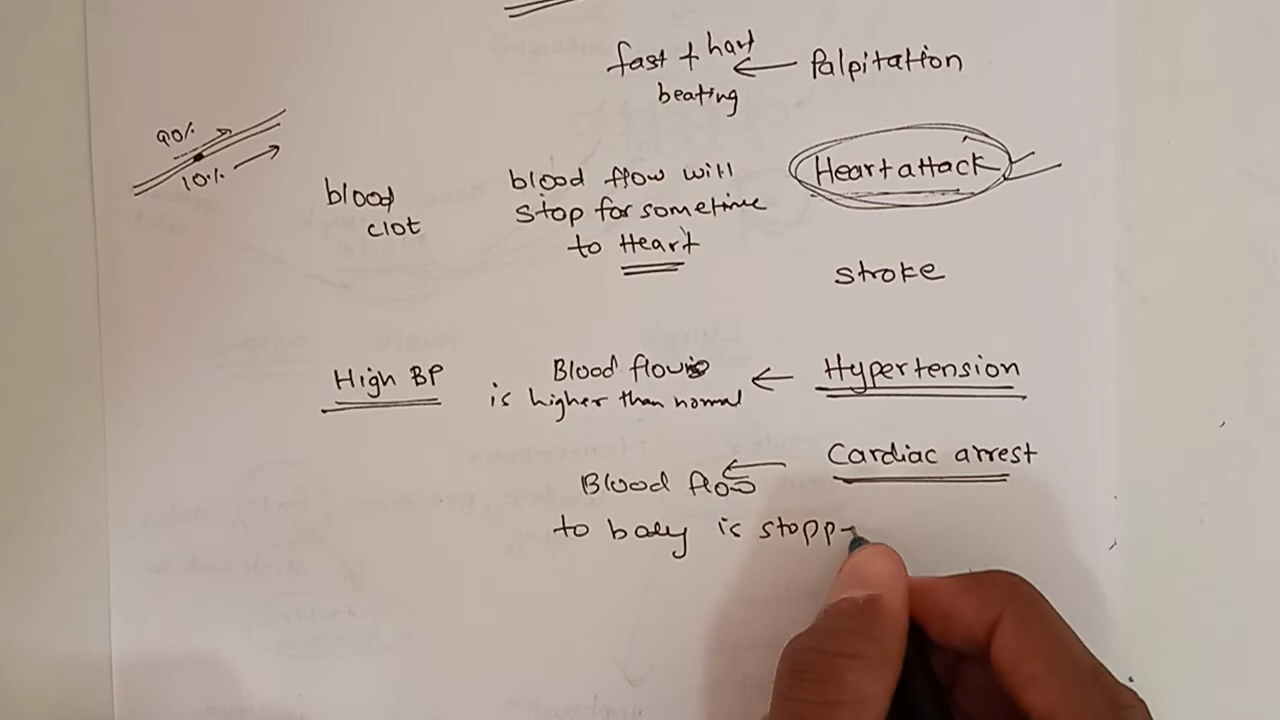 fast + hart ← Palpitation
beating
90%
10%
Heart attack
blood flow will
stop for sometime
to Heart
blood
clot
stroke
High BP
Blood flow
is higher than normal
← Hypertension
Cardiac arrest
←
Blood flow
to body is stopp